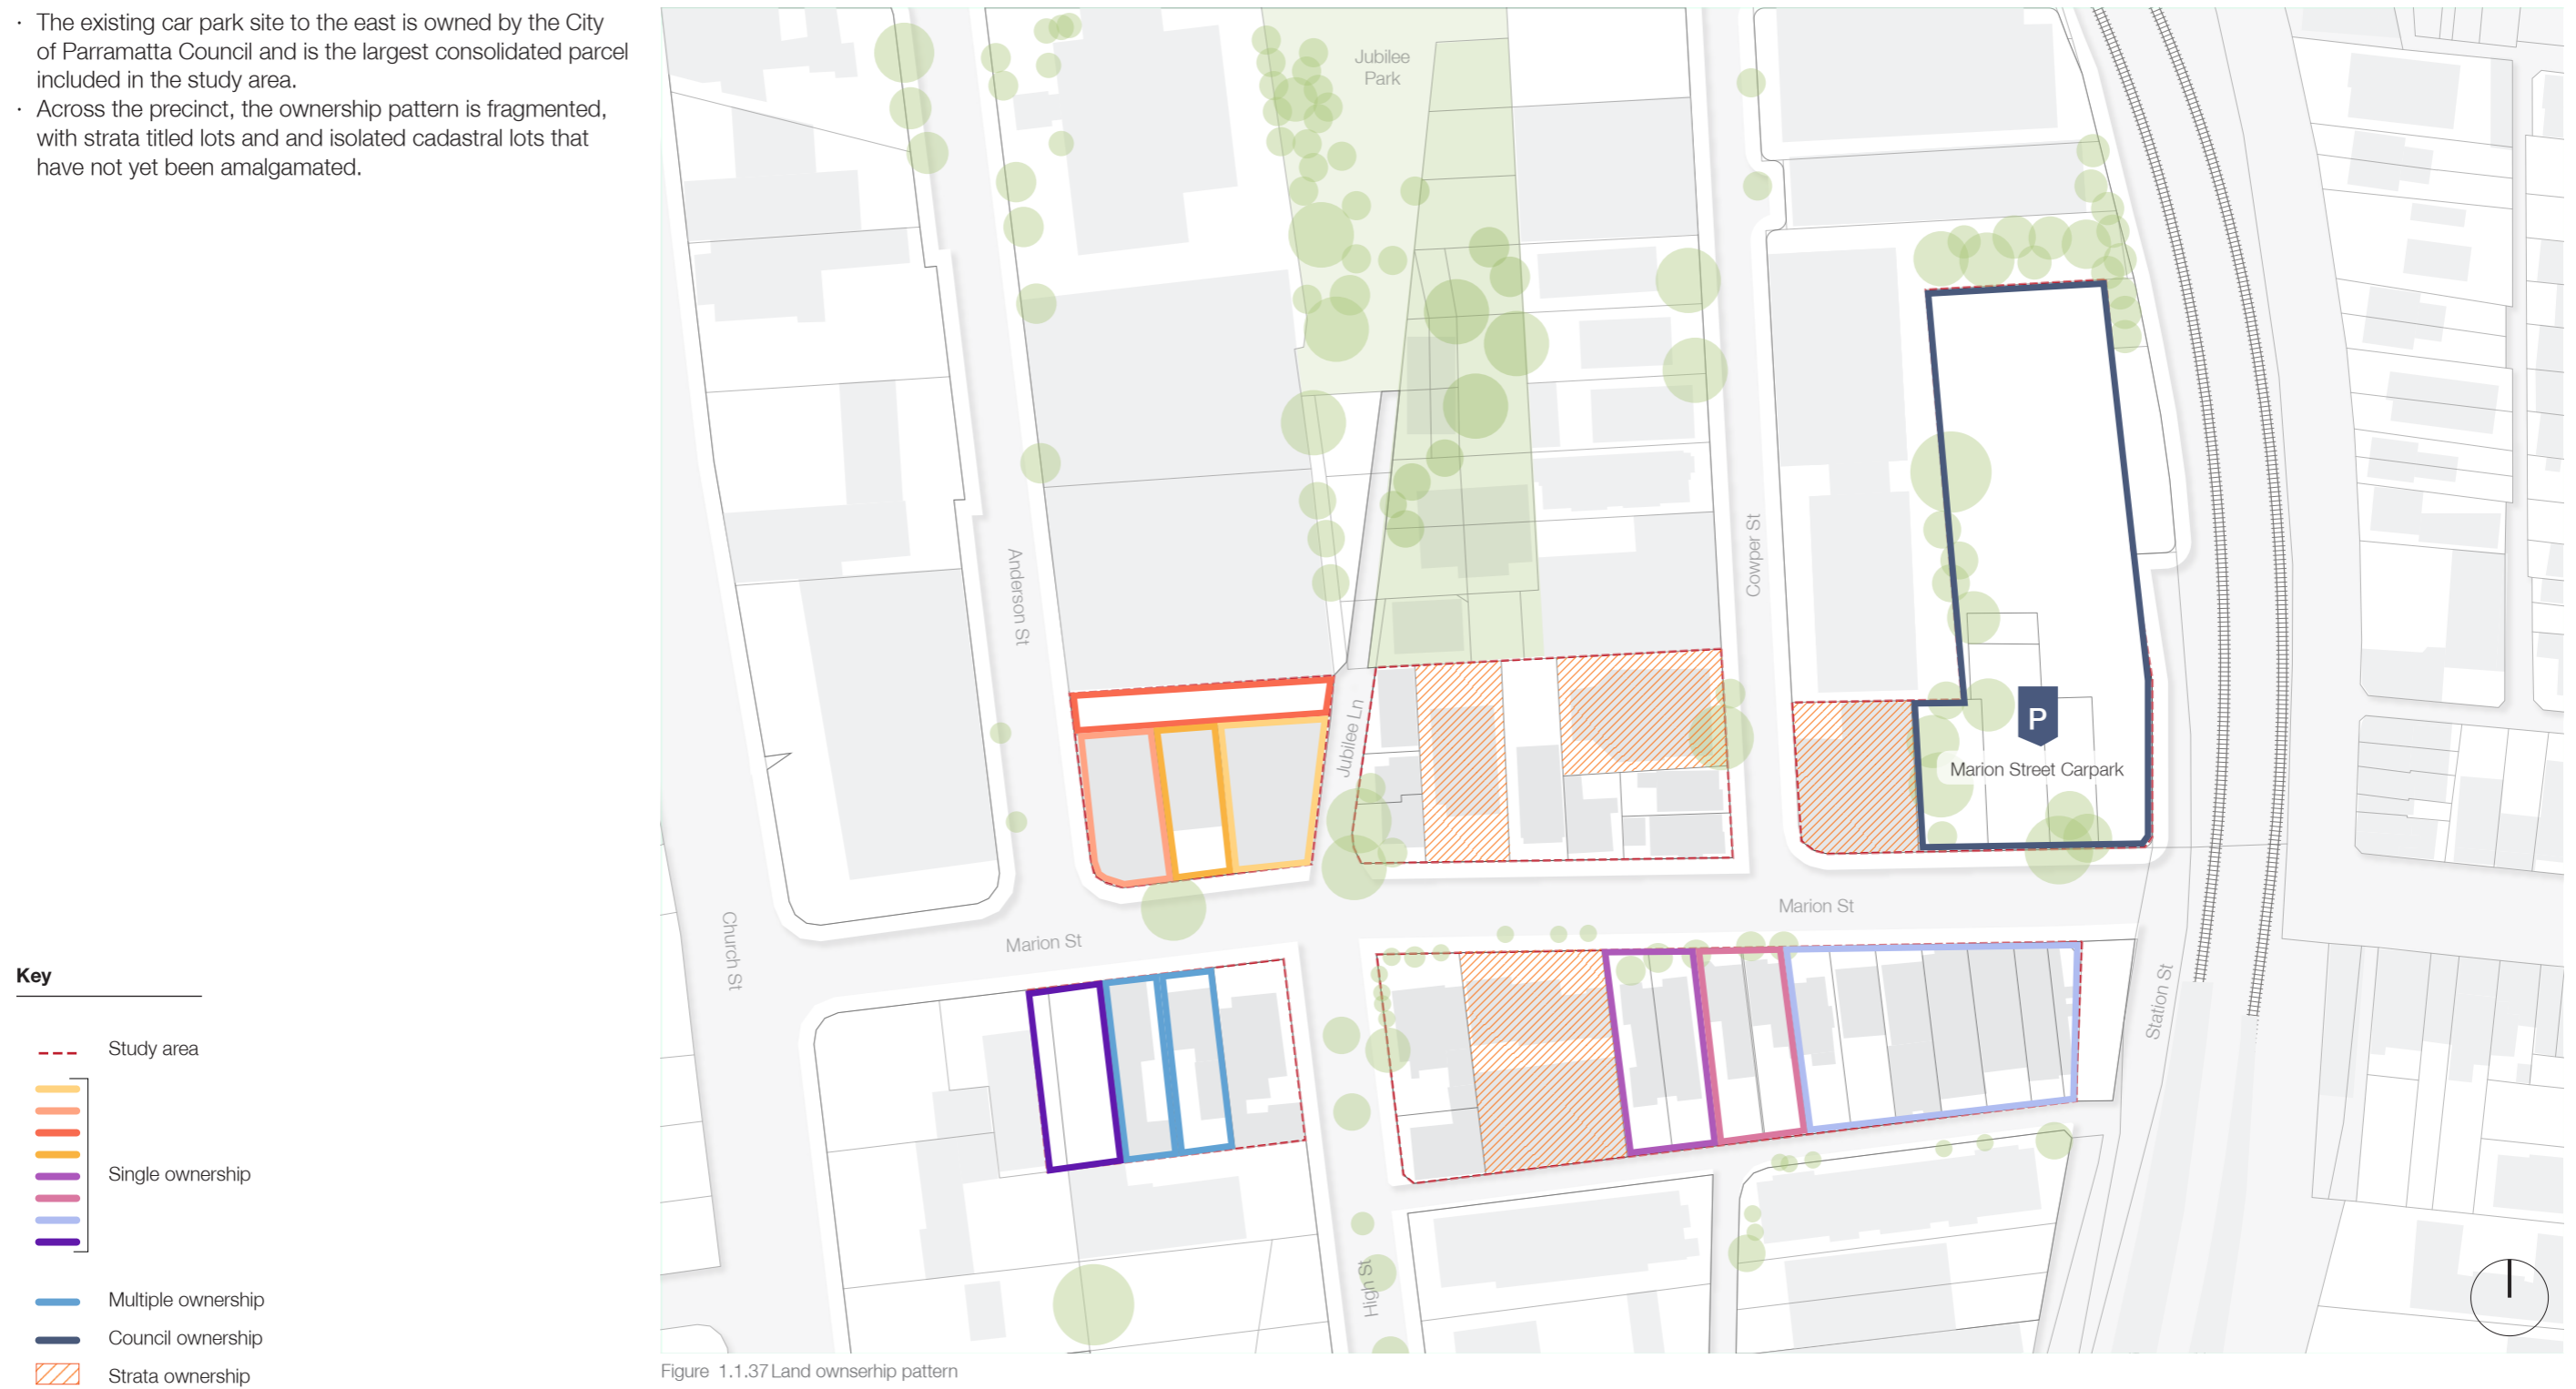 · The existing car park site to the east is owned by the City
of Parramatta Council and is the largest consolidated parcel
included in the study area.
· Across the precinct, the ownership pattern is fragmented,
with strata titled lots and and isolated cadastral lots that
have not yet been amalgamated.
Jubilee
Park
Anderson St
Cowper St
Jubilee Ln
P
Marion Street Carpark
Marion St
Marion St
Church St
Station St
High St
Key
Study area
Single ownership
Multiple ownership
Council ownership
Strata ownership
Figure 1.1.37 Land ownserhip pattern